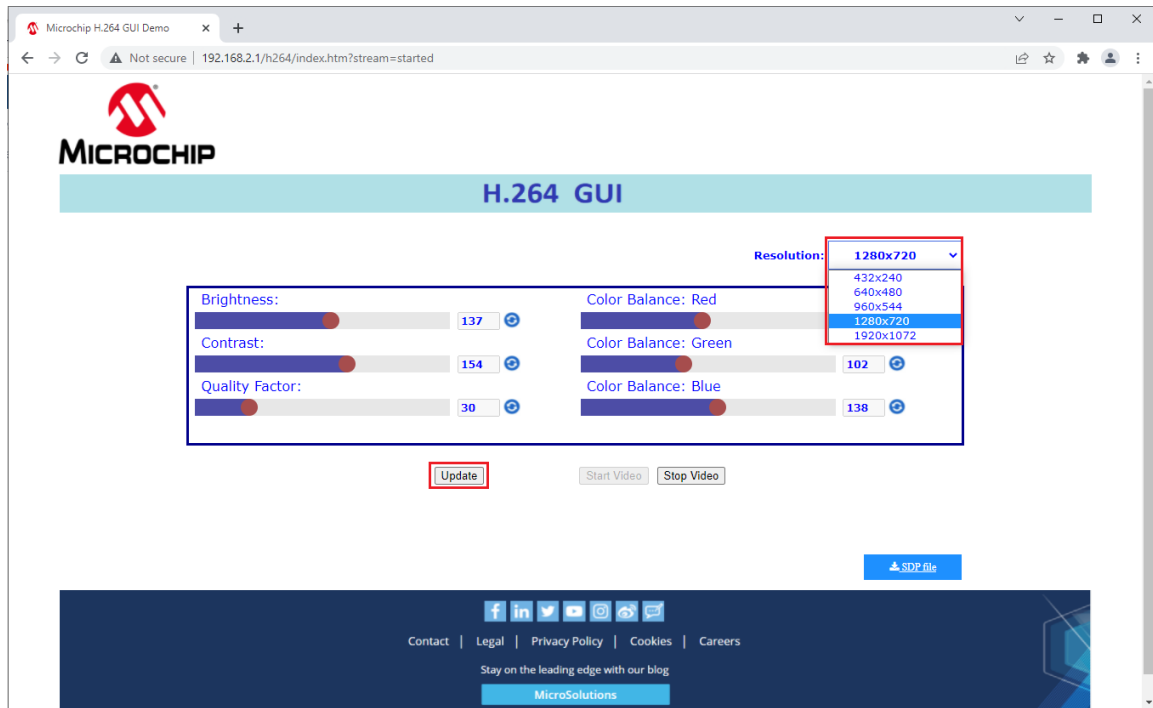 Microchip H.264 GUI Demo
Not secure 192.168.2.1/h264/index.htm?stream=started
MICROCHIP
H.264 GUI
Resolution: 1280x720
432x240
640x480
960x544
1280x720
1920x1072
Brightness: Color Balance: Red
137
Contrast: Color Balance: Green
154 102
Quality Factor: Color Balance: Blue
30 138
Update Start Video Stop Video
SDP file
Contact | Legal | Privacy Policy | Cookies | Careers
Stay on the leading edge with our blog
MicroSolutions